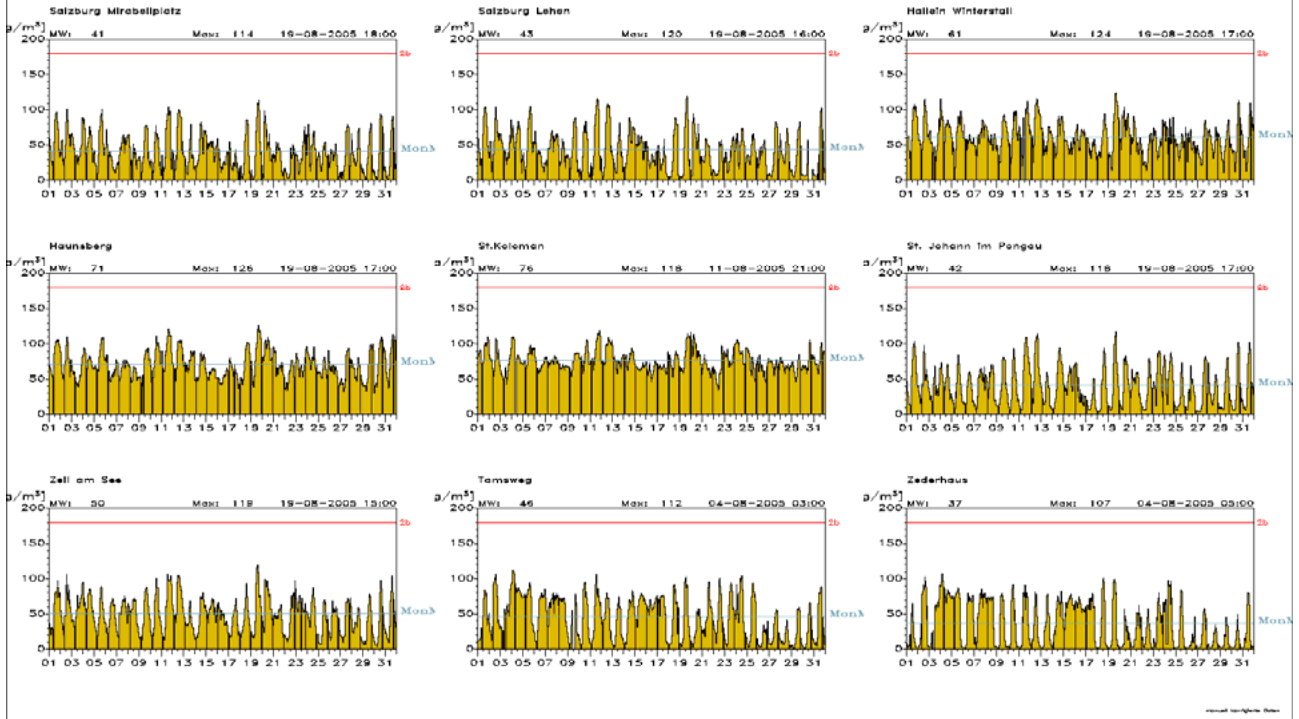 Salzburg Mirabellplatz
MW: 41 Max: 114 19-08-2005 18:00
g/m³]
200
150
100
50
0
01 03 05 07 09 11 13 15 17 19 21 23 25 27 29 31
MonM
Salzburg Lehen
MW: 43 Max: 120 19-08-2005 16:00
g/m³]
200
150
100
50
0
01 03 05 07 09 11 13 15 17 19 21 23 25 27 29 31
MonM
Hallein Winterstall
MW: 61 Max: 124 19-08-2005 17:00
g/m³]
200
150
100
50
0
01 03 05 07 09 11 13 15 17 19 21 23 25 27 29 31
MonM
Haunsberg
MW: 71 Max: 126 19-08-2005 17:00
g/m³]
200
150
100
50
0
01 03 05 07 09 11 13 15 17 19 21 23 25 27 29 31
MonM
St.Koloman
MW: 76 Max: 118 11-08-2005 21:00
g/m³]
200
150
100
50
0
01 03 05 07 09 11 13 15 17 19 21 23 25 27 29 31
MonM
St. Johann im Pongau
MW: 42 Max: 118 19-08-2005 17:00
g/m³]
200
150
100
50
0
01 03 05 07 09 11 13 15 17 19 21 23 25 27 29 31
MonM
Zell am See
MW: 50 Max: 119 19-08-2005 15:00
g/m³]
200
150
100
50
0
01 03 05 07 09 11 13 15 17 19 21 23 25 27 29 31
MonM
Tamsweg
MW: 46 Max: 112 04-08-2005 03:00
g/m³]
200
150
100
50
0
01 03 05 07 09 11 13 15 17 19 21 23 25 27 29 31
MonM
Zederhaus
MW: 37 Max: 107 04-08-2005 05:00
g/m³]
200
150
100
50
0
01 03 05 07 09 11 13 15 17 19 21 23 25 27 29 31
MonM